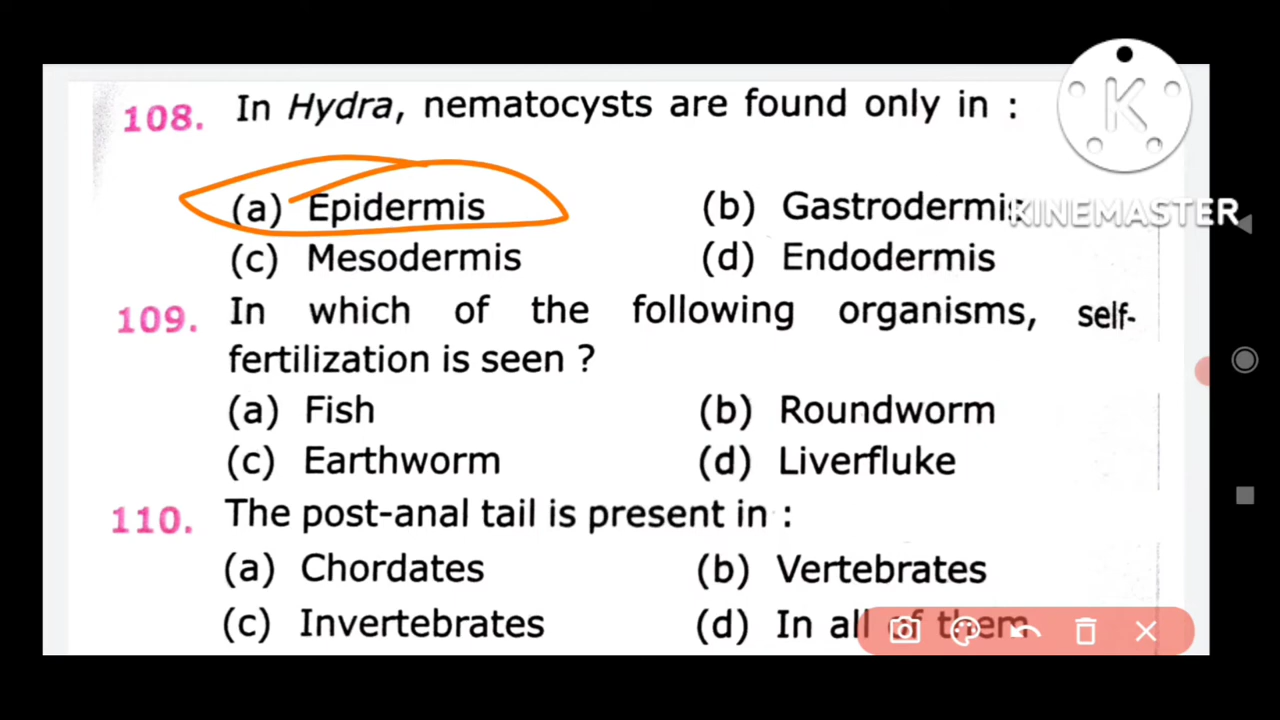 108. In Hydra, nematocysts are found only in :
(a) Epidermis (b) Gastrodermis
(c) Mesodermis (d) Endodermis
109. In which of the following organisms, self-
fertilization is seen ?
(a) Fish (b) Roundworm
(c) Earthworm (d) Liverfluke
110. The post-anal tail is present in :
(a) Chordates (b) Vertebrates
(c) Invertebrates (d) In all of them
K
KINEMASTER